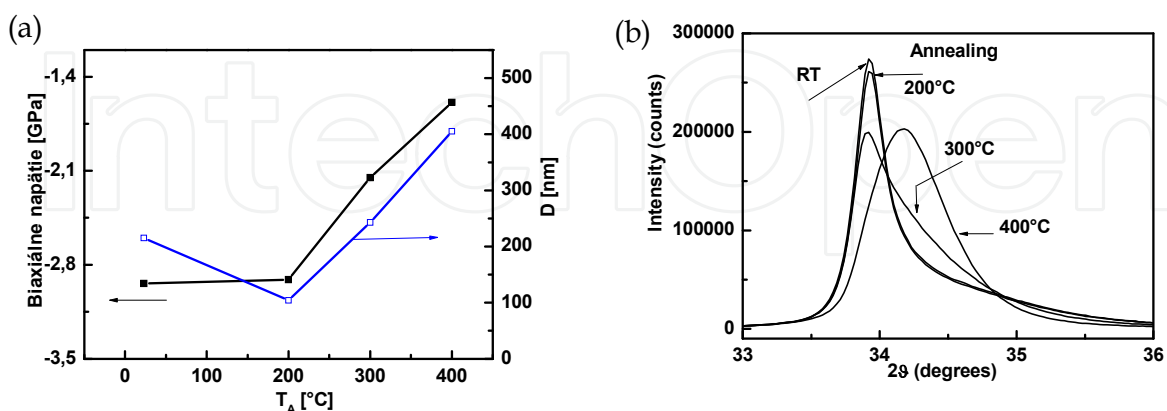 (a)
Biaxiálne napätie [GPa]
-1,4
-2,1
-2,8
-3,5
0 100 200 300 400
T_A [°C]
500
400
300
200
100
0
D [nm]
(b)
Intensity (counts)
300000
200000
100000
0
RT
Annealing
200°C
300°C
400°C
33 34 35 36
2ϑ (degrees)
IntechOpen